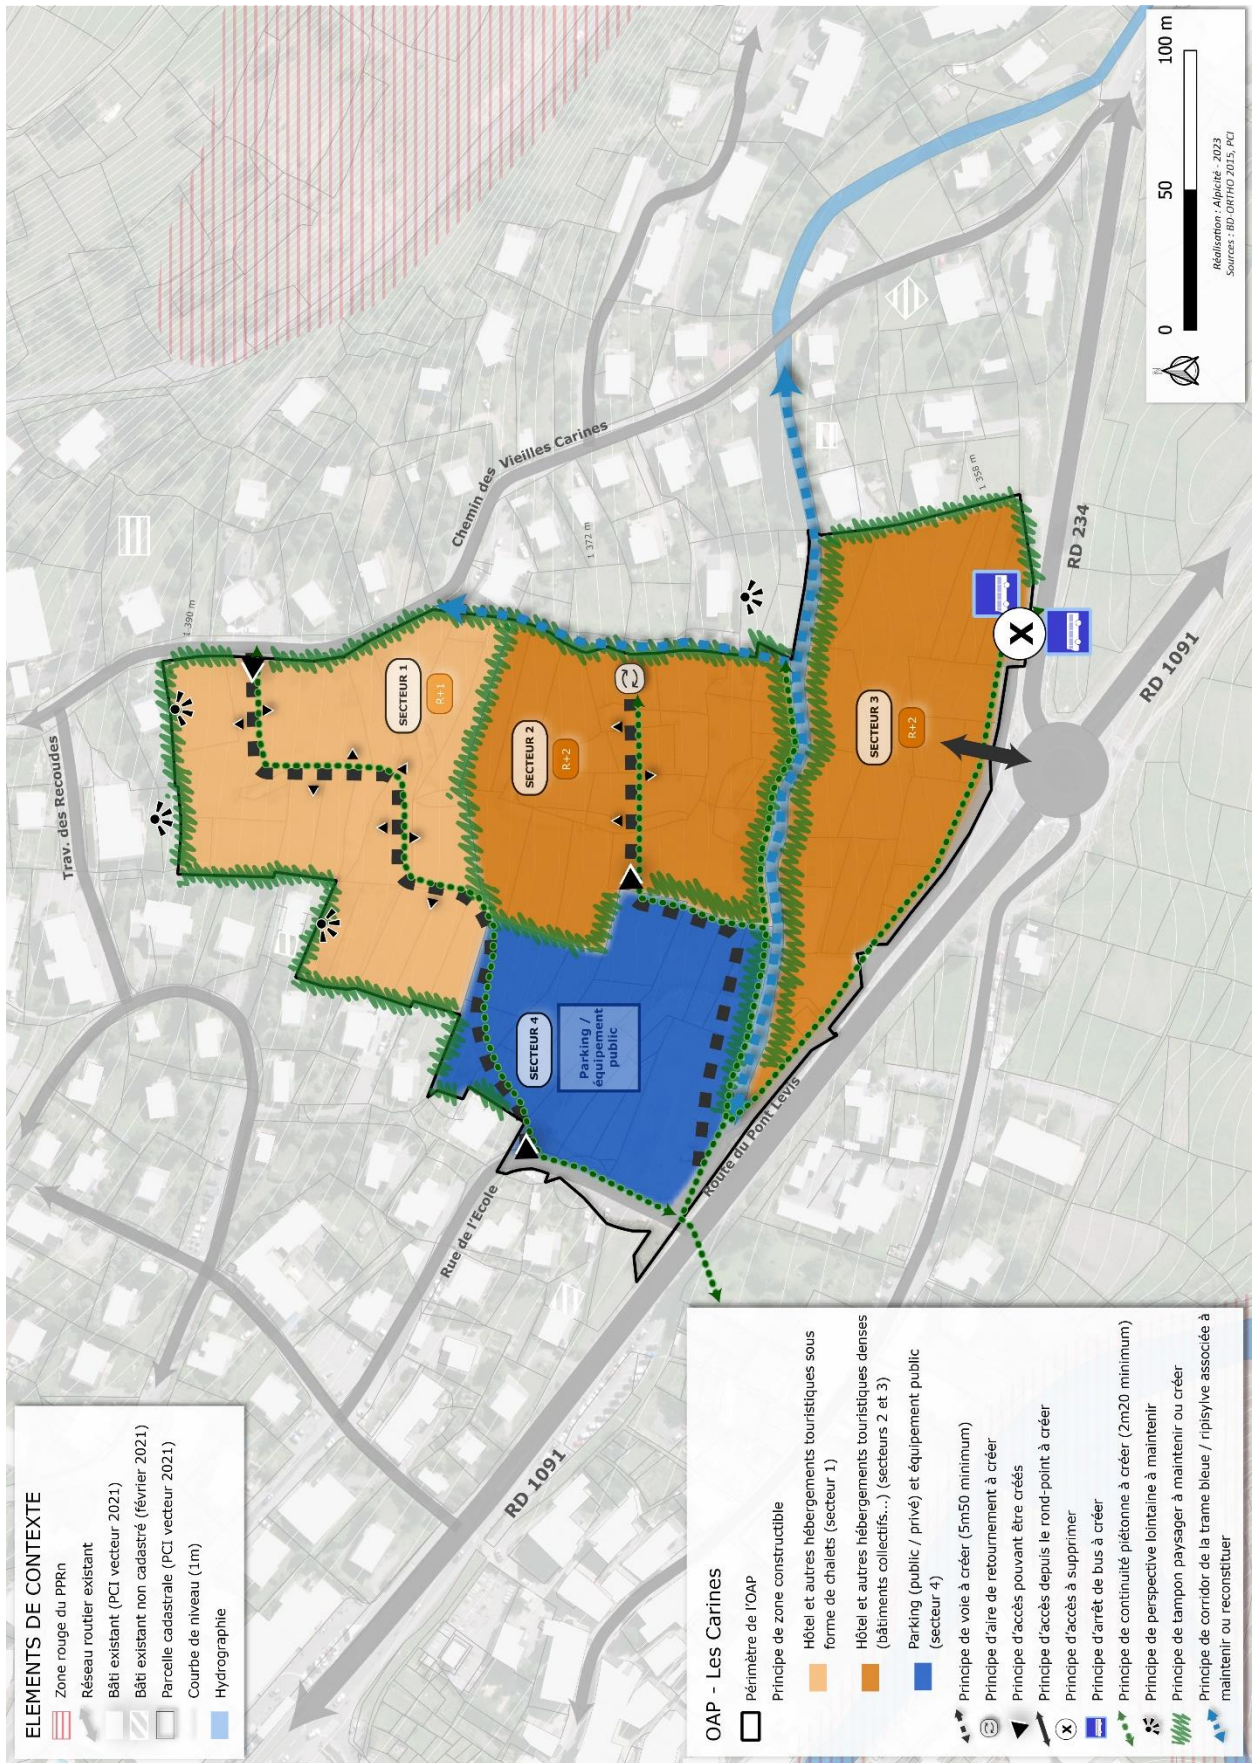 ELEMENTS DE CONTEXTE
Zone rouge du PPRn
Réseau routier existant
Bâti existant (PCI vecteur 2021)
Bâti existant non cadastré (février 2021)
Parcelle cadastrale (PCI vecteur 2021)
Courbe de niveau (1m)
Hydrographie
Trav. des Recoudes
1 390 m
Chemin des Vieilles Carines
1 372 m
1 356 m
SECTEUR 1
R+1
SECTEUR 2
R+2
SECTEUR 3
R+2
SECTEUR 4
Parking /
équipement
public
Rue de l'Ecole
Route du Pont Levis
RD 1091
RD 1091
RD 234
X
OAP - Les Carines
Périmètre de l'OAP
Principe de zone constructible
Hôtel et autres hébergements touristiques sous
forme de chalets (secteur 1)
Hôtel et autres hébergements touristiques denses
(bâtiments collectifs...) (secteurs 2 et 3)
Parking (public / privé) et équipement public
(secteur 4)
Principe de voie à créer (5m50 minimum)
Principe d'aire de retournement à créer
Principe d'accès pouvant être créés
Principe d'accès depuis le rond-point à créer
X Principe d'accès à supprimer
Principe d'arrêt de bus à créer
Principe de continuité piétonne à créer (2m20 minimum)
Principe de perspective lointaine à maintenir
Principe de tampon paysager à maintenir ou créer
Principe de corridor de la trame bleue / ripisylve associée à
maintenir ou reconstituer
N
0 50 100 m
Réalisation : Alpicité - 2023
Sources : BD-ORTHO 2015, PCI